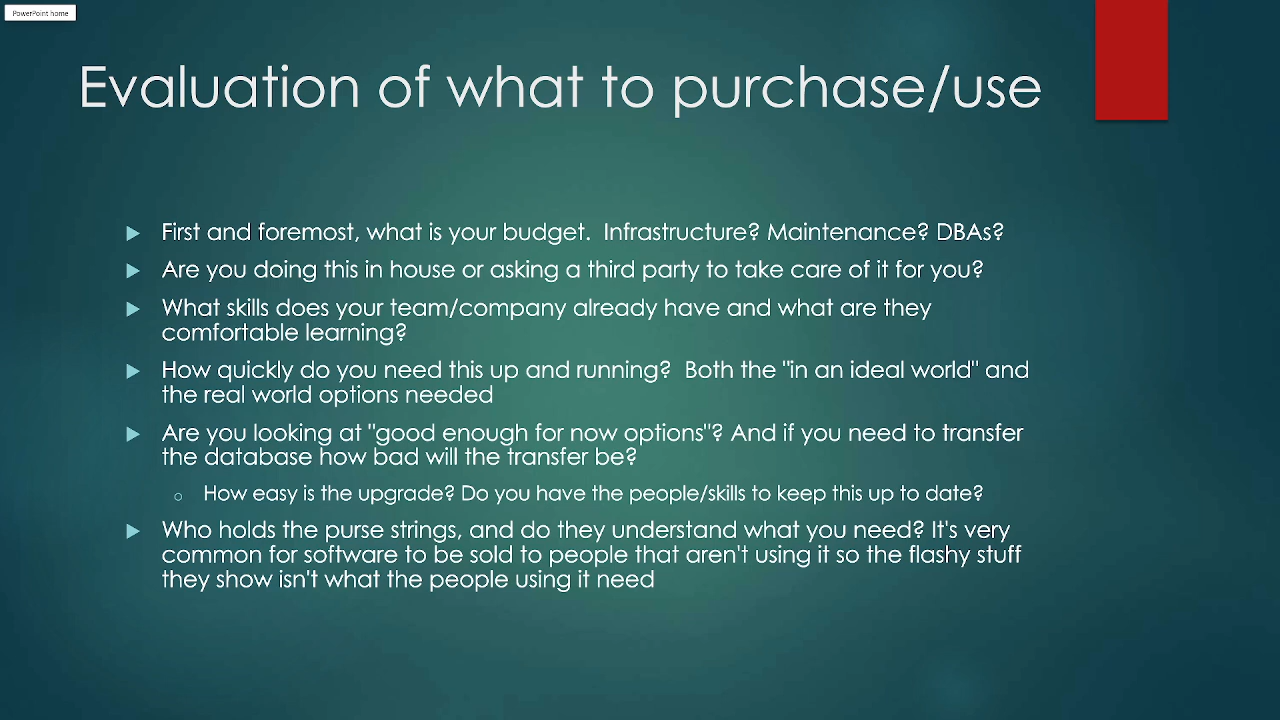 PowerPoint home
Evaluation of what to purchase/use
First and foremost, what is your budget.  Infrastructure? Maintenance? DBAs?
Are you doing this in house or asking a third party to take care of it for you?
What skills does your team/company already have and what are they
comfortable learning?
How quickly do you need this up and running?  Both the "in an ideal world" and
the real world options needed
Are you looking at "good enough for now options"? And if you need to transfer
the database how bad will the transfer be?
How easy is the upgrade? Do you have the people/skills to keep this up to date?
Who holds the purse strings, and do they understand what you need? It's very
common for software to be sold to people that aren't using it so the flashy stuff
they show isn't what the people using it need